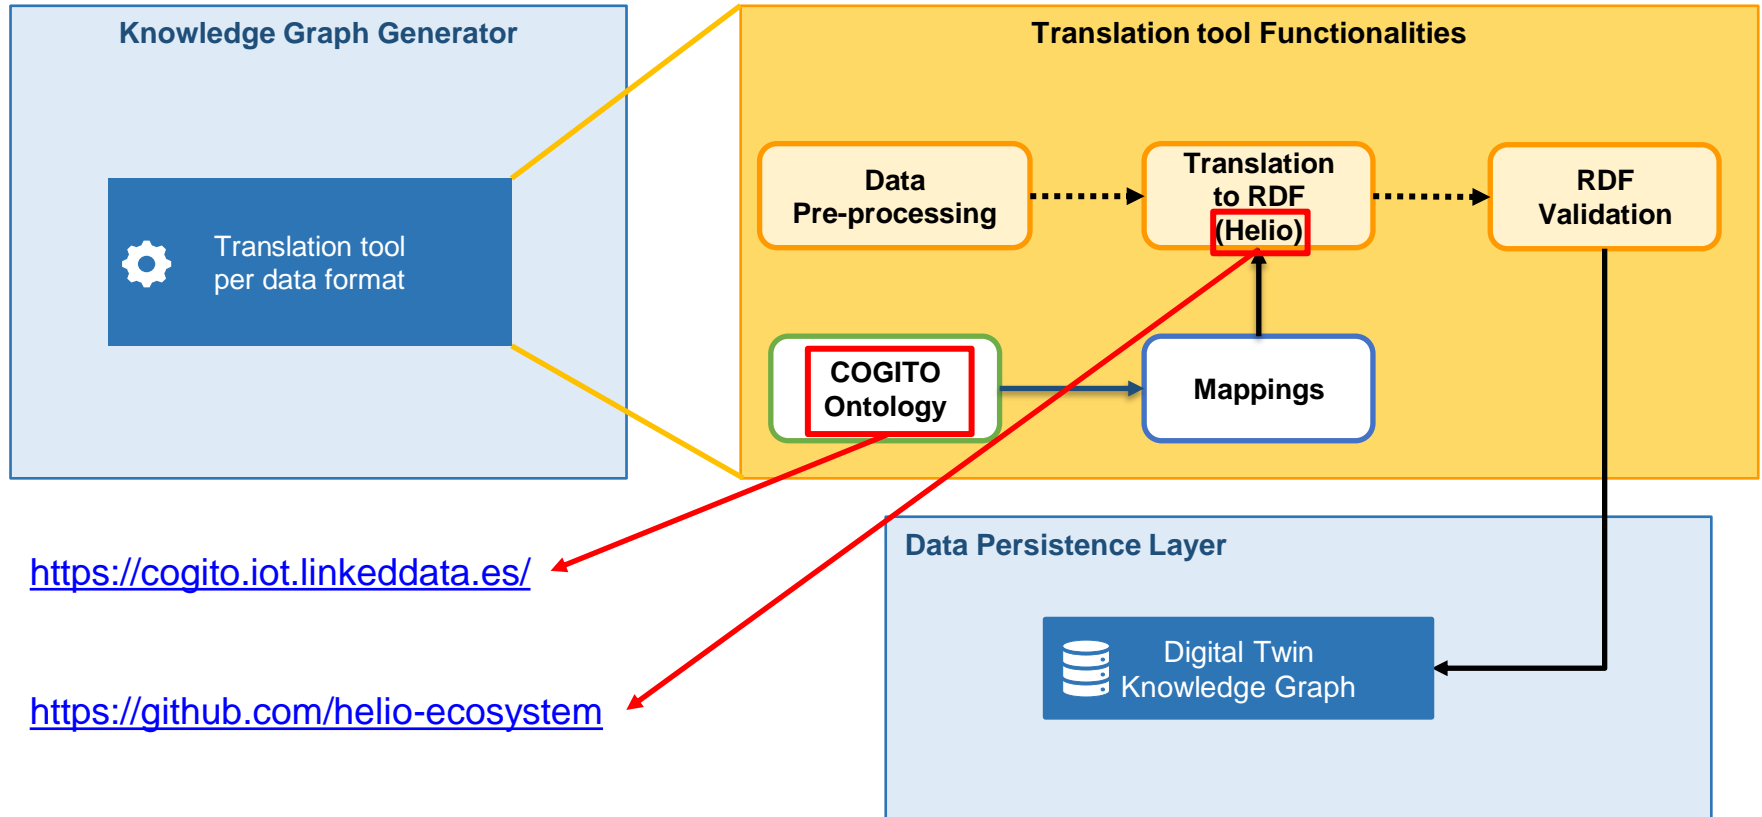 Knowledge Graph Generator
Translation tool
per data format
Translation tool Functionalities
Data
Pre-processing
Translation
to RDF
(Helio)
RDF
Validation
COGITO
Ontology
Mappings
https://cogito.iot.linkeddata.es/
https://github.com/helio-ecosystem
Data Persistence Layer
Digital Twin
Knowledge Graph